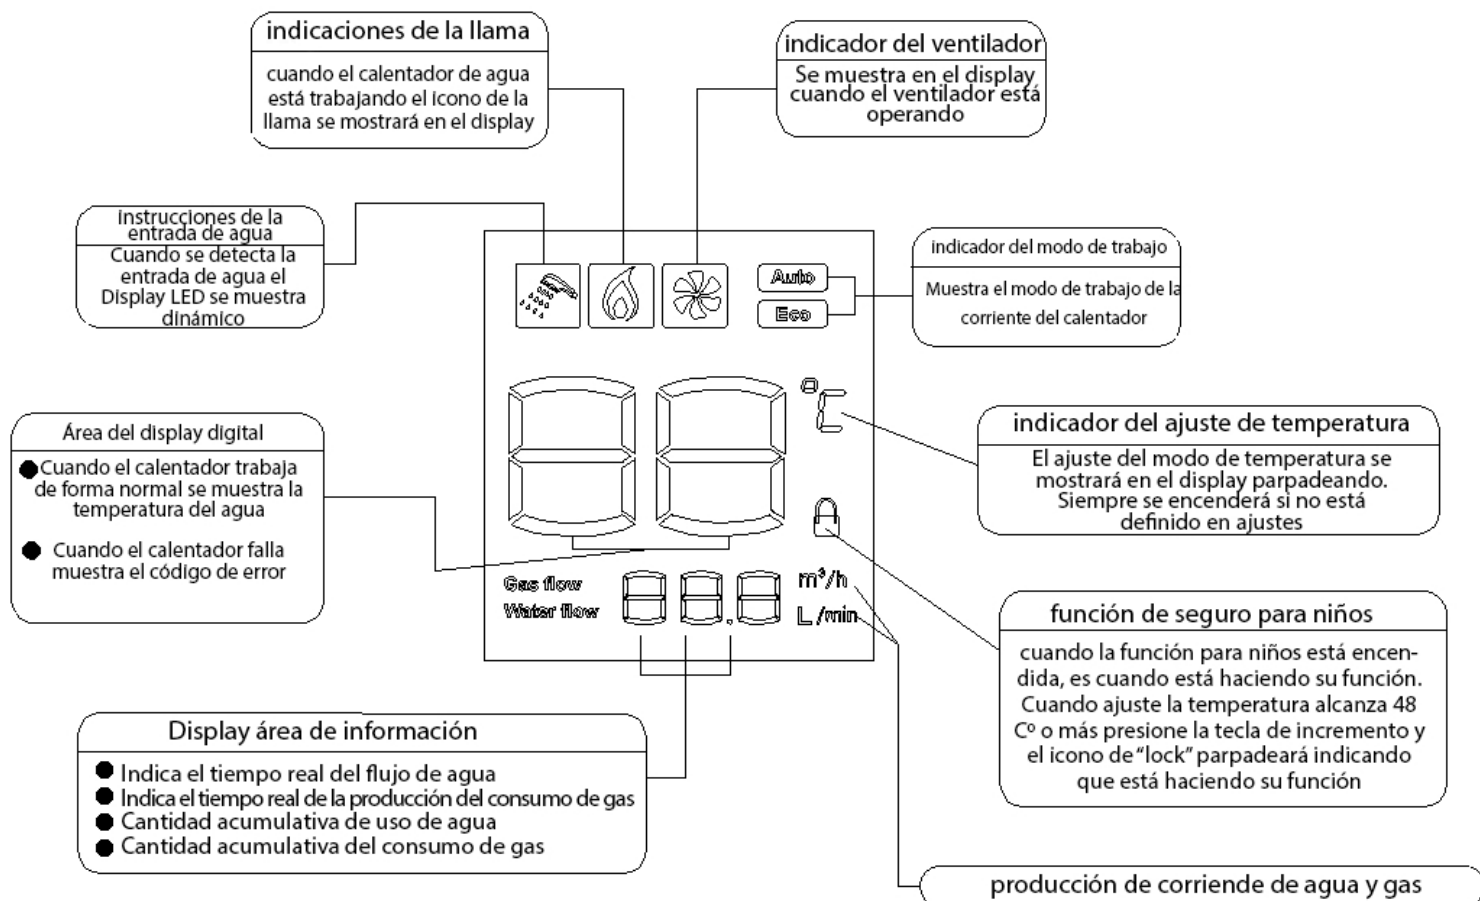 indicaciones de la llama
cuando el calentador de agua
está trabajando el icono de la
llama se mostrará en el display
indicador del ventilador
Se muestra en el display
cuando el ventilador está
operando
instrucciones de la
entrada de agua
Cuando se detecta la
entrada de agua el
Display LED se muestra
dinámico
Auto
Eco
indicador del modo de trabajo
Muestra el modo de trabajo de la
corriente del calentador
Área del display digital
Cuando el calentador trabaja
de forma normal se muestra la
temperatura del agua
Cuando el calentador falla
muestra el código de error
88
°C
indicador del ajuste de temperatura
El ajuste del modo de temperatura se
mostrará en el display parpadeando.
Siempre se encenderá si no está
definido en ajustes
Gas flow
Water flow
88.8
m³/h
L/min
función de seguro para niños
cuando la función para niños está encen-
dida, es cuando está haciendo su función.
Cuando ajuste la temperatura alcanza 48
Cº o más presione la tecla de incremento y
el icono de “lock” parpadeará indicando
que está haciendo su función
Display área de información
Indica el tiempo real del flujo de agua
Indica el tiempo real de la producción del consumo de gas
Cantidad acumulativa de uso de agua
Cantidad acumulativa del consumo de gas
producción de corriende de agua y gas